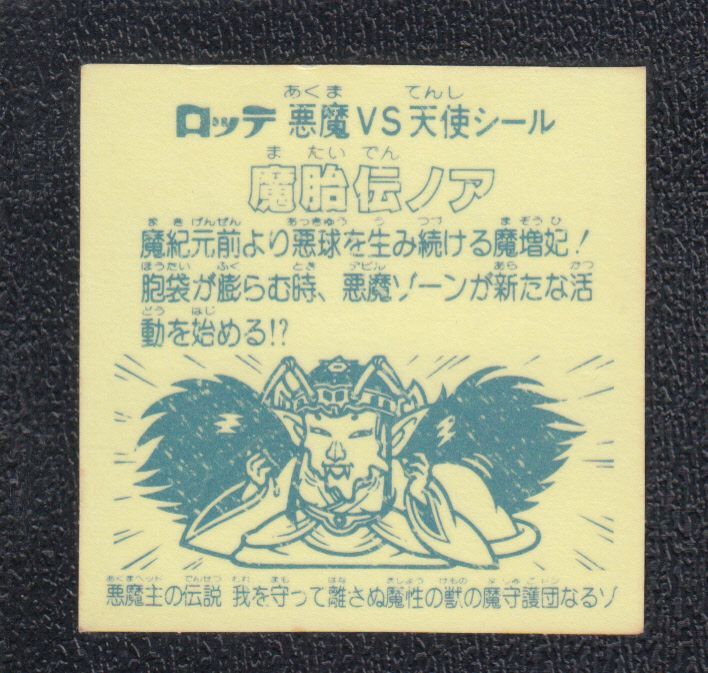 あくま てんし
ロッテ 悪魔VS天使シール
ま たい でん
魔胎伝ノア
ま き げんぜん あっきゅう う つづ ま ぞう ひ
魔紀元前より悪球を生み続ける魔増妃!
ほうたい ふく とき デビル あら かつ
胞袋が膨らむ時、悪魔ゾーンが新たな活
どう はじ
動を始める!?
あくまヘッド でんせつ われ まも はな ましょう けもの
悪魔主の伝説 我を守って離さぬ魔性の獣の魔守護団なるゾ